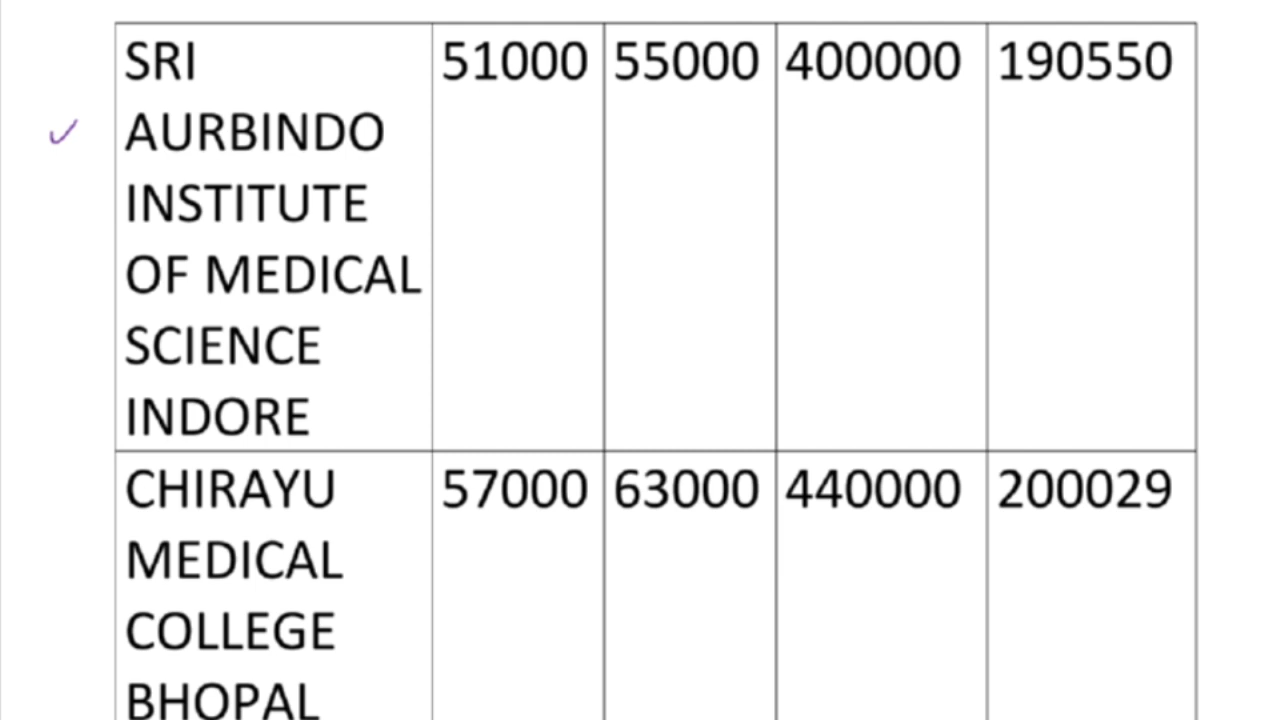 SRI 51000 55000 400000 190550
AURBINDO
INSTITUTE
OF MEDICAL
SCIENCE
INDORE
CHIRAYU 57000 63000 440000 200029
MEDICAL
COLLEGE
BHOPAL